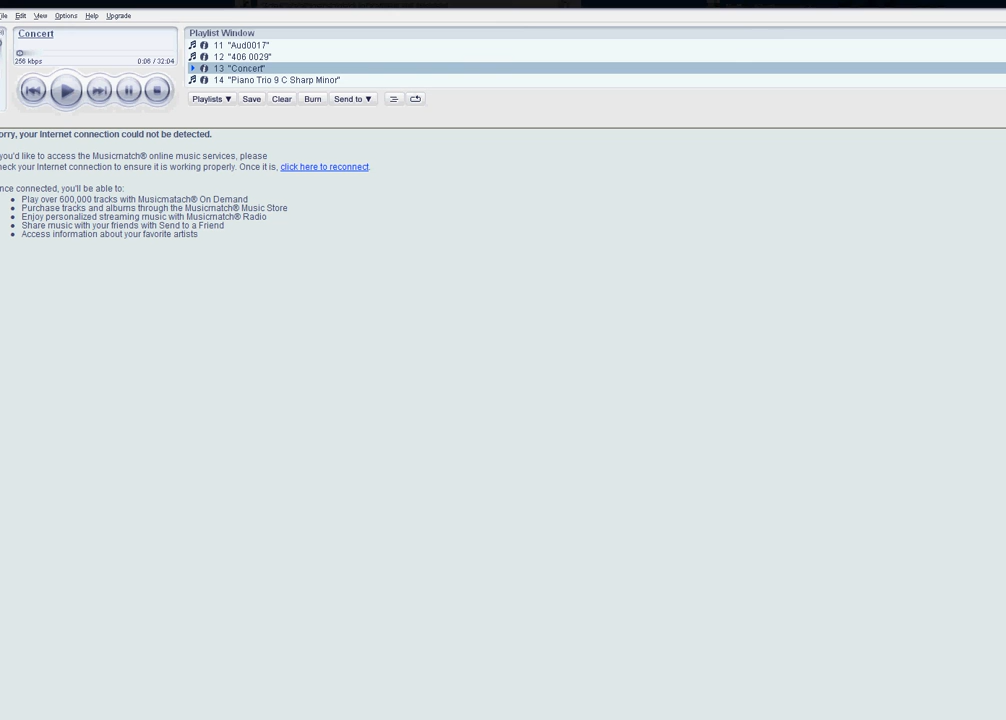 ile Edit View Options Help Upgrade
Concert
256 kbps 0:06 / 32:04
Playlist Window
11 "Aud0017"
12 "406 0029"
13 "Concert"
14 "Piano Trio 9 C Sharp Minor"
Playlists ▼ Save Clear Burn Send to ▼
orry, your Internet connection could not be detected.
you'd like to access the Musicmatch® online music services, please
heck your Internet connection to ensure it is working properly. Once it is, click here to reconnect.
nce connected, you'll be able to:
● Play over 600,000 tracks with Musicmatach® On Demand
● Purchase tracks and albums through the Musicmatch® Music Store
● Enjoy personalized streaming music with Musicmatch® Radio
● Share music with your friends with Send to a Friend
● Access information about your favorite artists